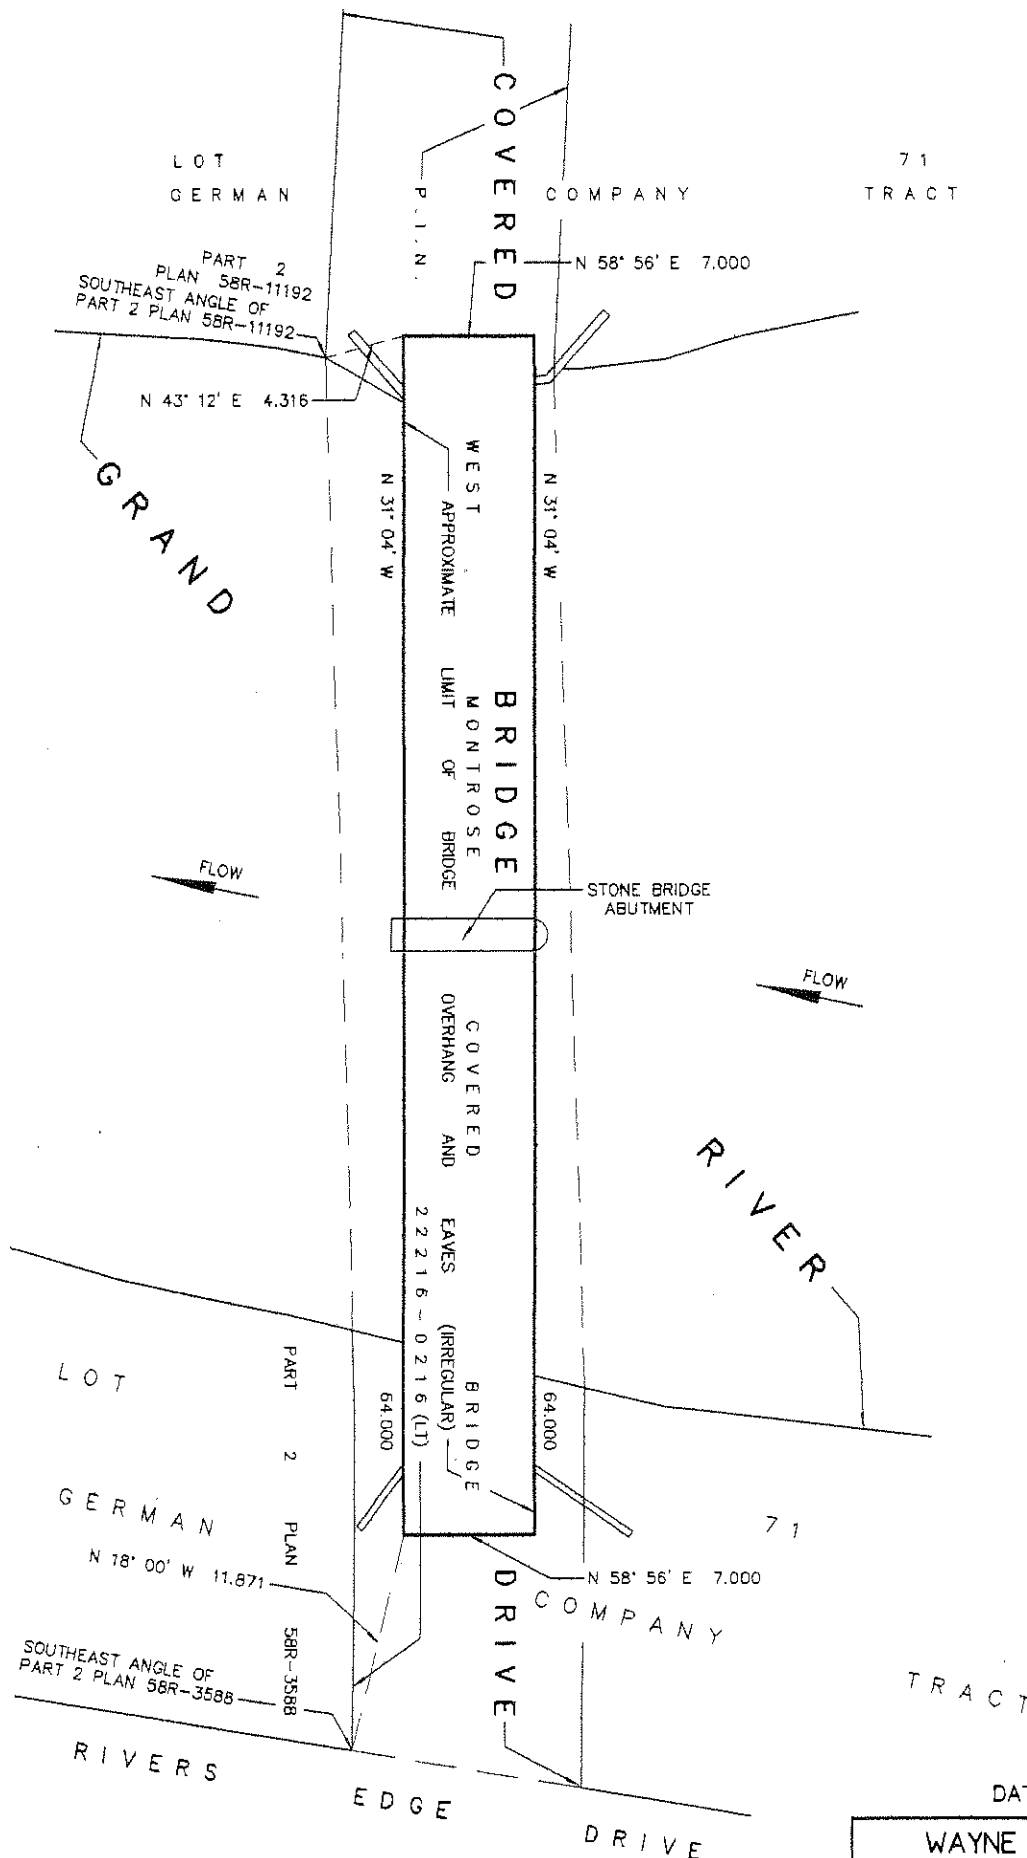 COVERED
LOT
GERMAN
P.I.N.
COMPANY
71
TRACT
PART 2
PLAN 58R-11192
SOUTHEAST ANGLE OF
PART 2 PLAN 58R-11192
N 58° 56' E 7.000
N 43° 12' E 4.316
GRAND
N 31° 04' W
WEST
APPROXIMATE LIMIT OF BRIDGE
N 31° 04' W
BRIDGE
MONTROSE
FLOW
STONE BRIDGE
ABUTMENT
FLOW
COVERED
OVERHANG AND EAVES (IRREGULAR)
22216-0216(LT)
RIVER
BRIDGE
64.000
64.000
LOT
GERMAN
PART 2 PLAN 58R-3588
71
N 18° 00' W 11.871
N 58° 56' E 7.000
DRIVE
COMPANY
TRACT
SOUTHEAST ANGLE OF
PART 2 PLAN 58R-3588
RIVERS EDGE DRIVE
DAT
WAYNE